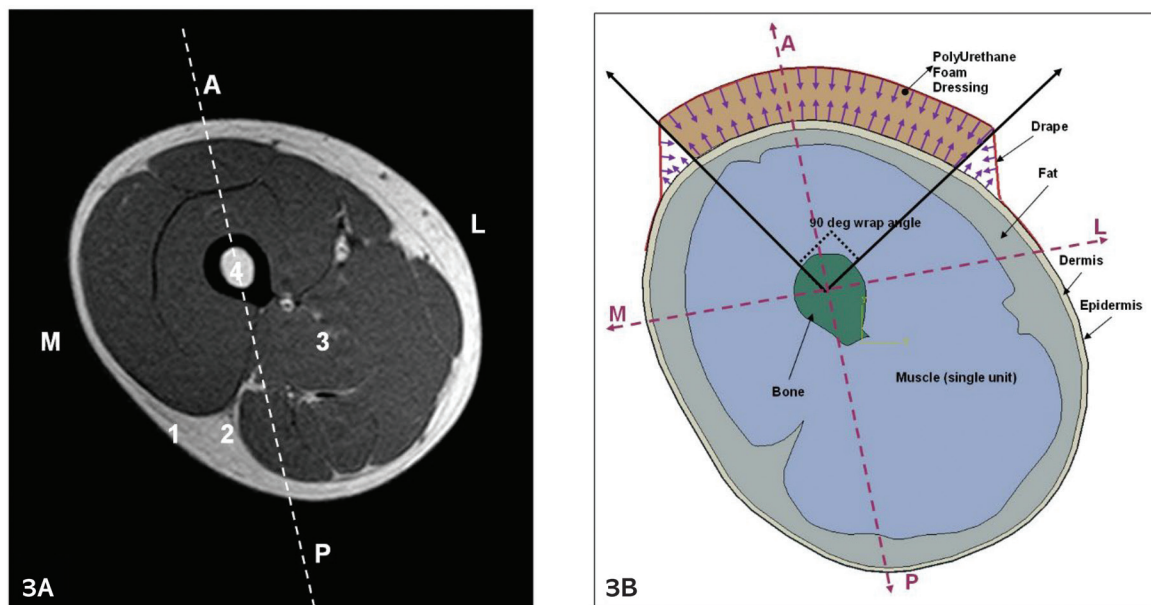 A
L
4
M
3
1
2
P
3A
A
PolyUrethane
Foam
Dressing
Drape
Fat
90 deg wrap angle
L
Dermis
M
Epidermis
Muscle (single unit)
Bone
P
3B